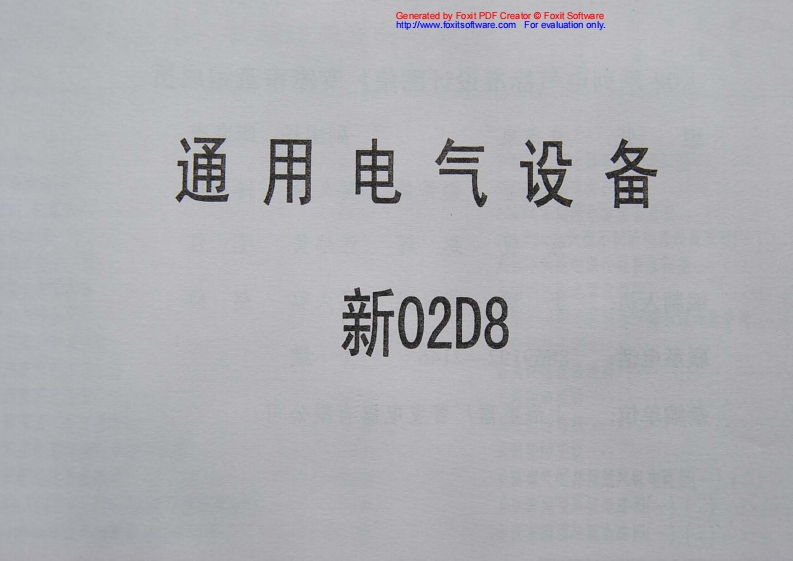 Generated by Foxit PDF Creator © Foxit Software
http://www.foxitsoftware.com For evaluation only.
通用电气设备
新02D8